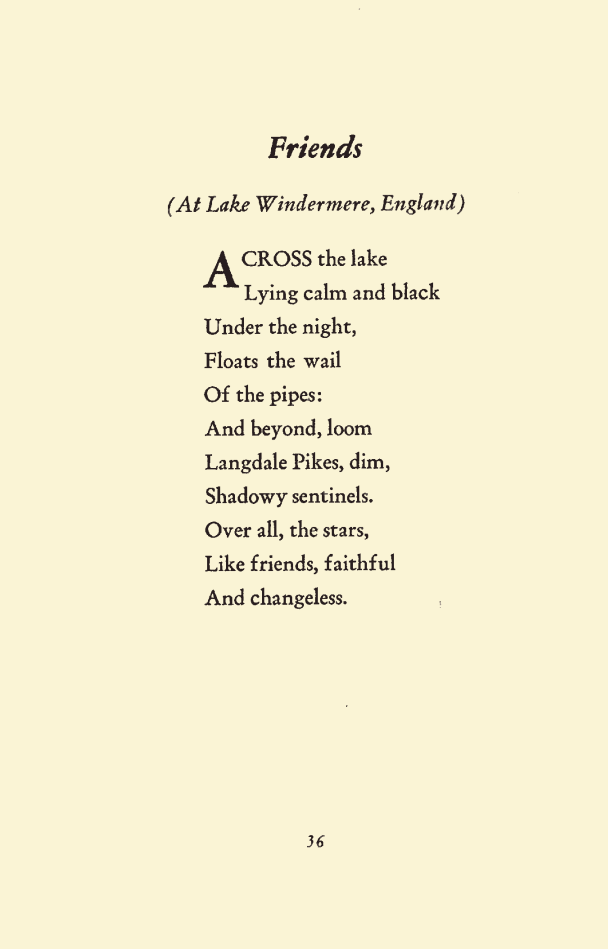 Friends
(At Lake Windermere, England)
ACROSS the lake
Lying calm and black
Under the night,
Floats the wail
Of the pipes:
And beyond, loom
Langdale Pikes, dim,
Shadowy sentinels.
Over all, the stars,
Like friends, faithful
And changeless.
36